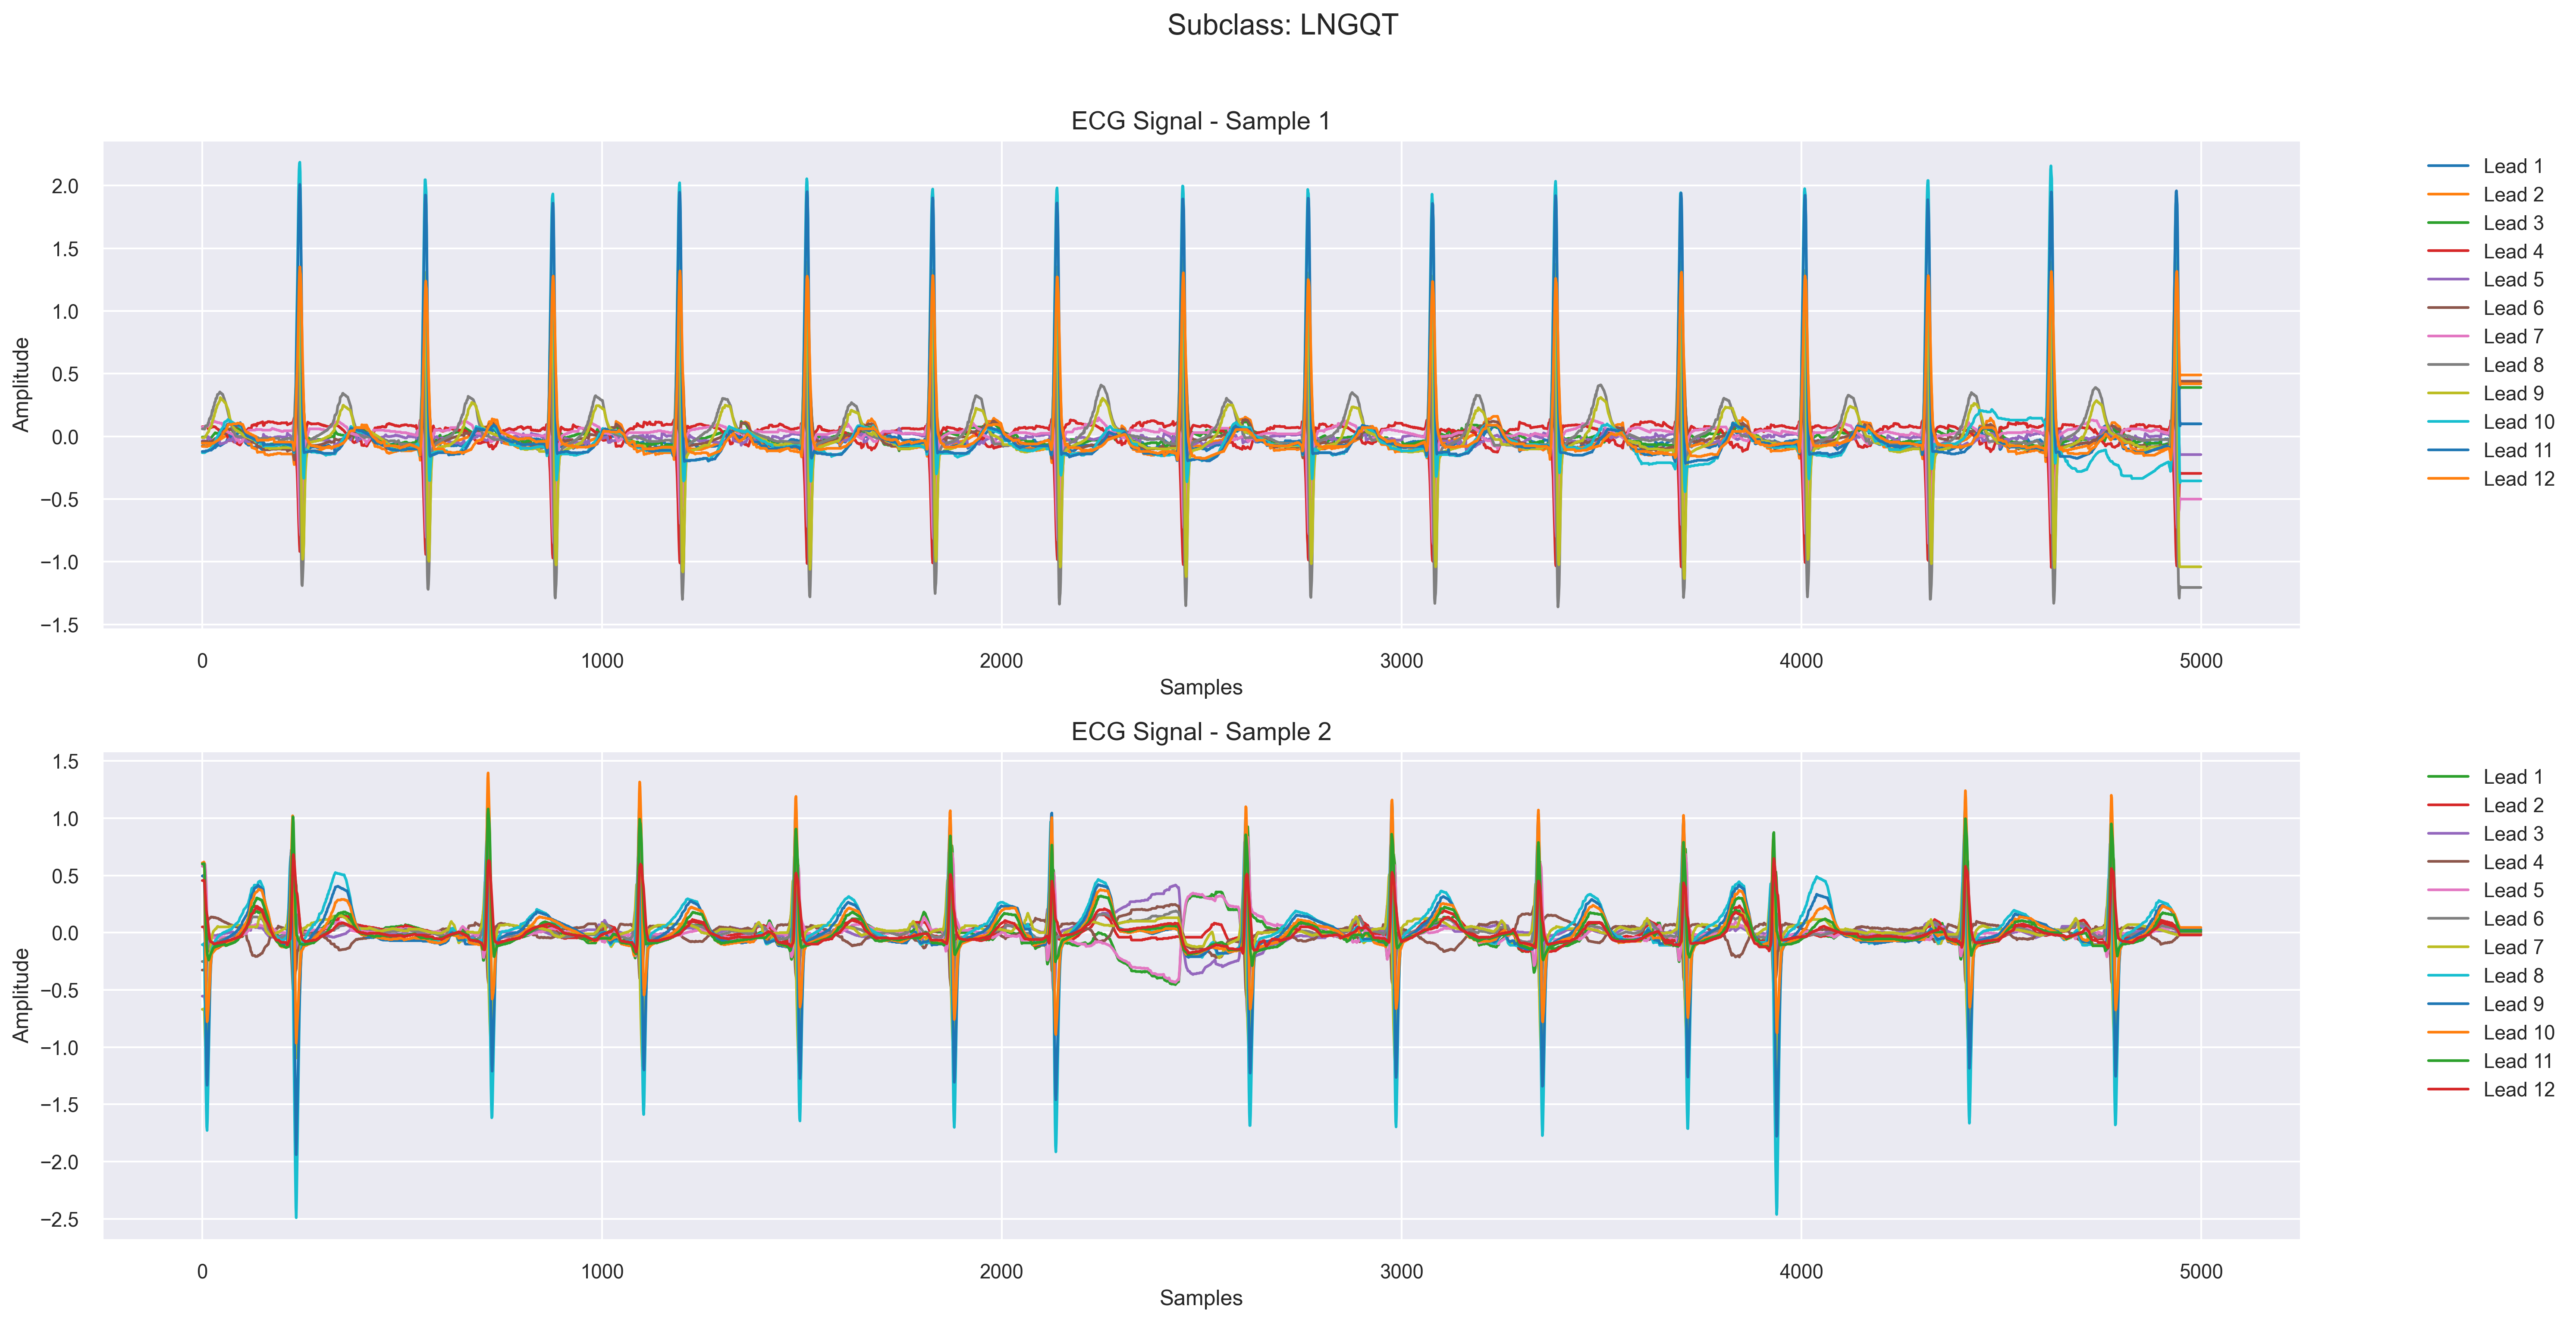 Subclass: LNGQT
ECG Signal - Sample 1
Amplitude
2.0
1.5
1.0
0.5
0.0
−0.5
−1.0
−1.5
0 1000 2000 3000 4000 5000
Samples
Lead 1
Lead 2
Lead 3
Lead 4
Lead 5
Lead 6
Lead 7
Lead 8
Lead 9
Lead 10
Lead 11
Lead 12
ECG Signal - Sample 2
Amplitude
1.5
1.0
0.5
0.0
−0.5
−1.0
−1.5
−2.0
−2.5
0 1000 2000 3000 4000 5000
Samples
Lead 1
Lead 2
Lead 3
Lead 4
Lead 5
Lead 6
Lead 7
Lead 8
Lead 9
Lead 10
Lead 11
Lead 12